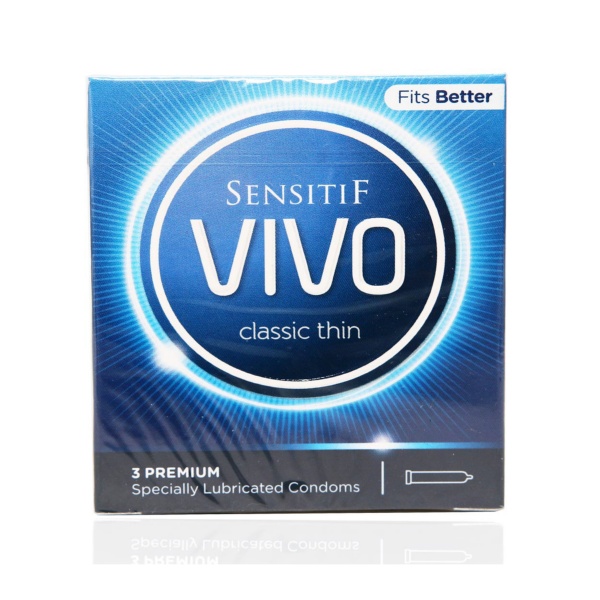 Fits Better
SENSITIF
VIVO
classic thin
3 PREMIUM
Specially Lubricated Condoms